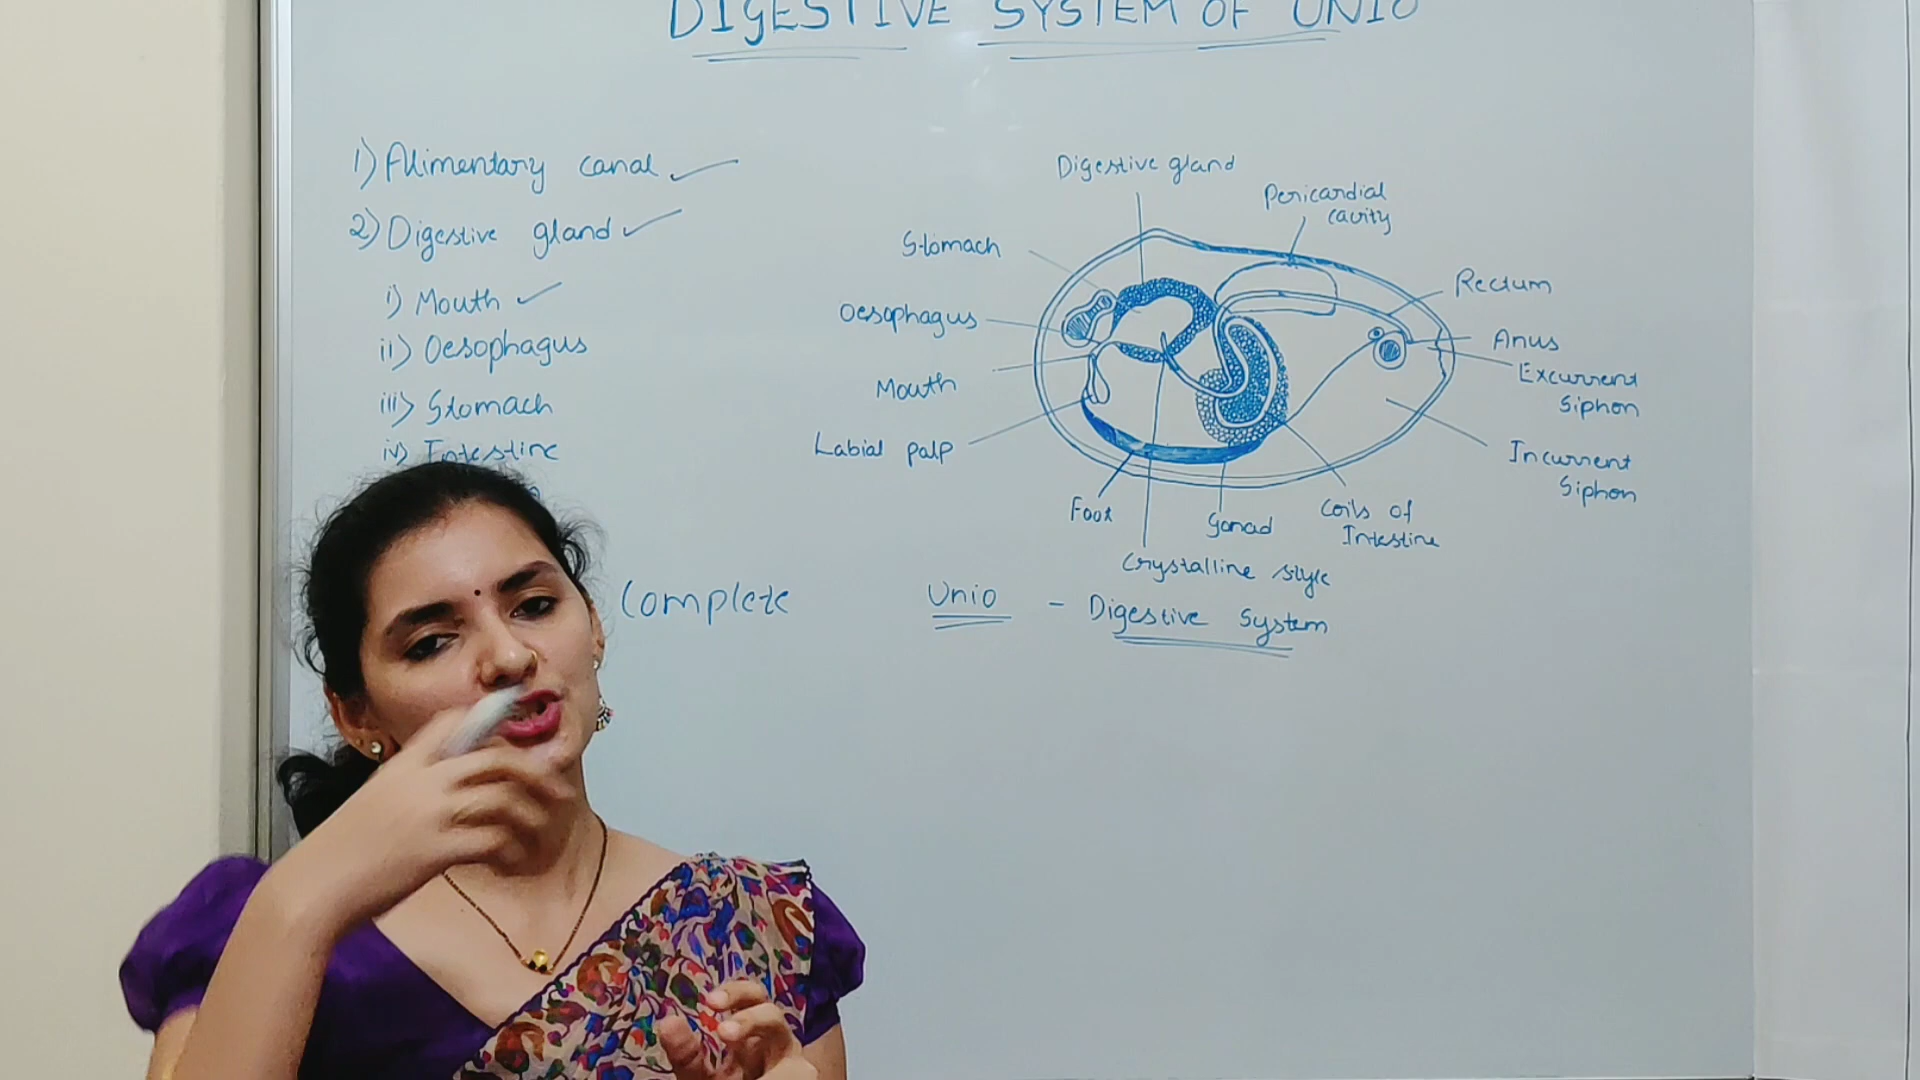 DIGESTIVE SYSTEM OF UNIO
1) Alimentary canal
2) Digestive gland
i) Mouth
ii) Oesophagus
iii) Stomach
iv) Intestine
Complete
Digestive gland
Pericardial
cavity
Stomach
Oesophagus
Mouth
Labial palp
Rectum
Anus
Excurrent
Siphon
Incurrent
Siphon
Foot
Gonad
Coils of
Intestine
Crystalline style
Unio - Digestive System